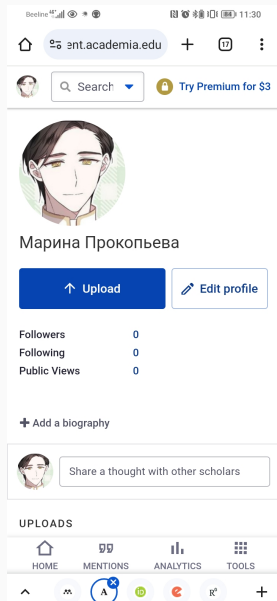 Beeline 11:30
ent.academia.edu 17
Search Try Premium for $3
Марина Прокопьева
Upload Edit profile
Followers 0
Following 0
Public Views 0
Add a biography
Share a thought with other scholars
UPLOADS
HOME MENTIONS ANALYTICS TOOLS
A iD R